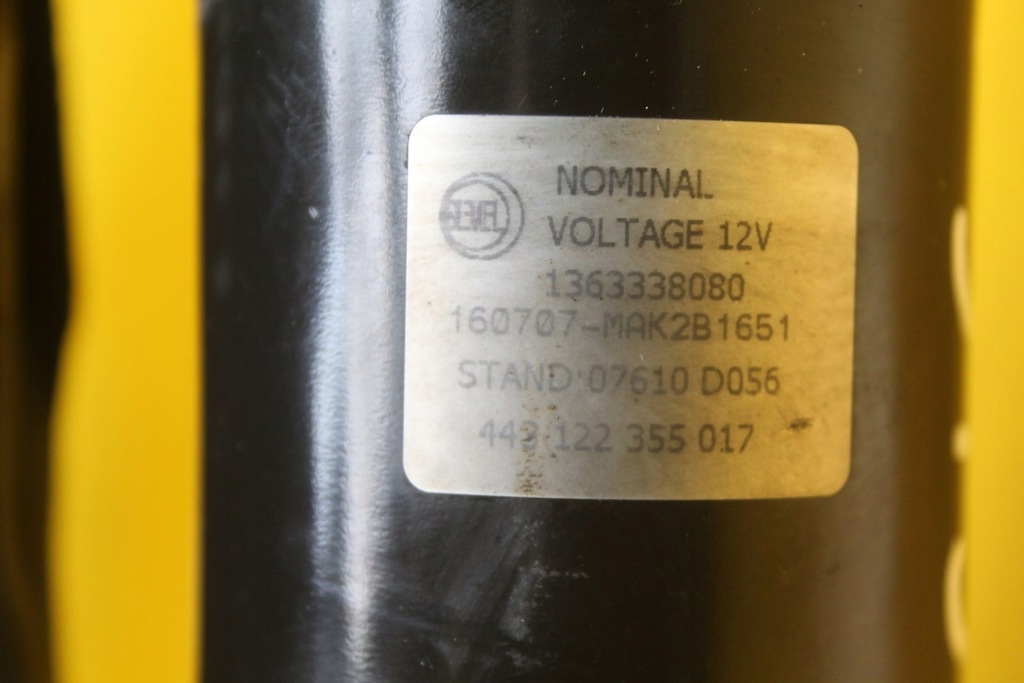 NOMINAL
VOLTAGE 12V
1363338080
160707-MAK2B1651
STAND:07610 D056
443 122 355 017